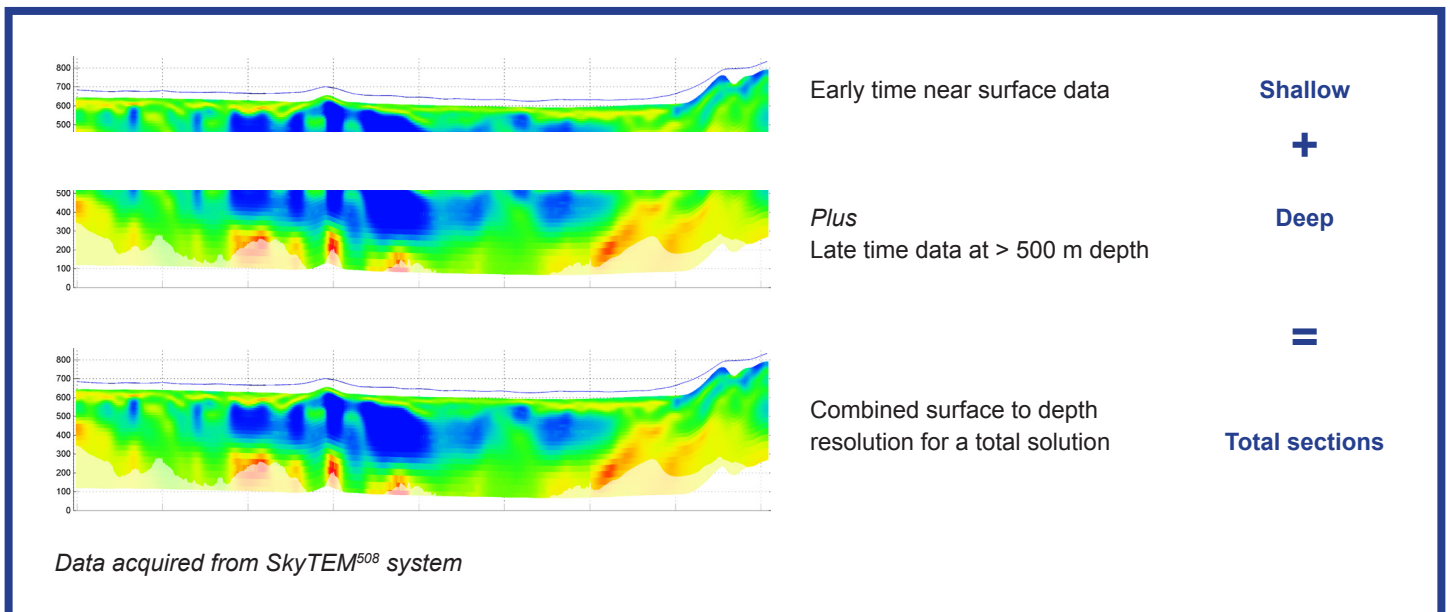 800
700
600
500
Early time near surface data
Shallow
+
500
400
300
200
100
0
Plus
Late time data at > 500 m depth
Deep
=
800
700
600
500
400
300
200
100
0
Combined surface to depth
resolution for a total solution
Total sections
Data acquired from SkyTEM508 system